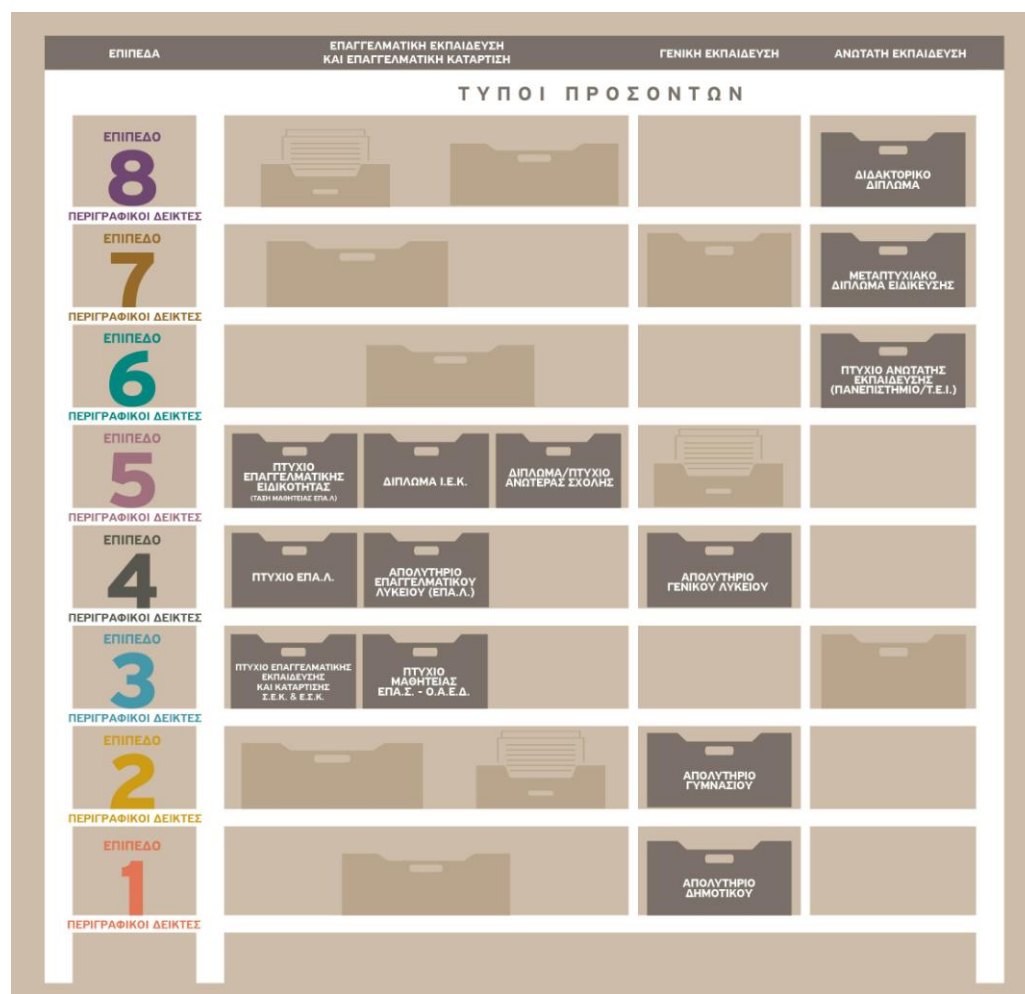 ΕΠΙΠΕΔΑ
ΕΠΑΓΓΕΛΜΑΤΙΚΗ ΕΚΠΑΙΔΕΥΣΗ
ΚΑΙ ΕΠΑΓΓΕΛΜΑΤΙΚΗ ΚΑΤΑΡΤΙΣΗ
ΓΕΝΙΚΗ ΕΚΠΑΙΔΕΥΣΗ
ΑΝΩΤΑΤΗ ΕΚΠΑΙΔΕΥΣΗ
ΤΥΠΟΙ ΠΡΟΣΟΝΤΩΝ
ΕΠΙΠΕΔΟ
8
ΠΕΡΙΓΡΑΦΙΚΟΙ ΔΕΙΚΤΕΣ
ΔΙΔΑΚΤΟΡΙΚΟ
ΔΙΠΛΩΜΑ
ΕΠΙΠΕΔΟ
7
ΠΕΡΙΓΡΑΦΙΚΟΙ ΔΕΙΚΤΕΣ
ΜΕΤΑΠΤΥΧΙΑΚΟ
ΔΙΠΛΩΜΑ ΕΙΔΙΚΕΥΣΗΣ
ΕΠΙΠΕΔΟ
6
ΠΕΡΙΓΡΑΦΙΚΟΙ ΔΕΙΚΤΕΣ
ΠΤΥΧΙΟ ΑΝΩΤΑΤΗΣ
ΕΚΠΑΙΔΕΥΣΗΣ
(ΠΑΝΕΠΙΣΤΗΜΙΟ/Τ.Ε.Ι.)
ΕΠΙΠΕΔΟ
5
ΠΕΡΙΓΡΑΦΙΚΟΙ ΔΕΙΚΤΕΣ
ΠΤΥΧΙΟ
ΕΠΑΓΓΕΛΜΑΤΙΚΗΣ
ΕΙΔΙΚΟΤΗΤΑΣ
(ΤΑΞΗ ΜΑΘΗΤΕΙΑΣ ΕΠΑ.Λ)
ΔΙΠΛΩΜΑ Ι.Ε.Κ.
ΔΙΠΛΩΜΑ/ΠΤΥΧΙΟ
ΑΝΩΤΕΡΑΣ ΣΧΟΛΗΣ
ΕΠΙΠΕΔΟ
4
ΠΕΡΙΓΡΑΦΙΚΟΙ ΔΕΙΚΤΕΣ
ΠΤΥΧΙΟ ΕΠΑ.Λ.
ΑΠΟΛΥΤΗΡΙΟ
ΕΠΑΓΓΕΛΜΑΤΙΚΟΥ
ΛΥΚΕΙΟΥ (ΕΠΑ.Λ.)
ΑΠΟΛΥΤΗΡΙΟ
ΓΕΝΙΚΟΥ ΛΥΚΕΙΟΥ
ΕΠΙΠΕΔΟ
3
ΠΕΡΙΓΡΑΦΙΚΟΙ ΔΕΙΚΤΕΣ
ΠΤΥΧΙΟ ΕΠΑΓΓΕΛΜΑΤΙΚΗΣ
ΕΚΠΑΙΔΕΥΣΗΣ
ΚΑΙ ΚΑΤΑΡΤΙΣΗΣ
Σ.Ε.Κ. & Ε.Σ.Κ.
ΠΤΥΧΙΟ
ΜΑΘΗΤΕΙΑΣ
ΕΠΑ.Σ. - Ο.Α.Ε.Δ.
ΕΠΙΠΕΔΟ
2
ΠΕΡΙΓΡΑΦΙΚΟΙ ΔΕΙΚΤΕΣ
ΑΠΟΛΥΤΗΡΙΟ
ΓΥΜΝΑΣΙΟΥ
ΕΠΙΠΕΔΟ
1
ΠΕΡΙΓΡΑΦΙΚΟΙ ΔΕΙΚΤΕΣ
ΑΠΟΛΥΤΗΡΙΟ
ΔΗΜΟΤΙΚΟΥ